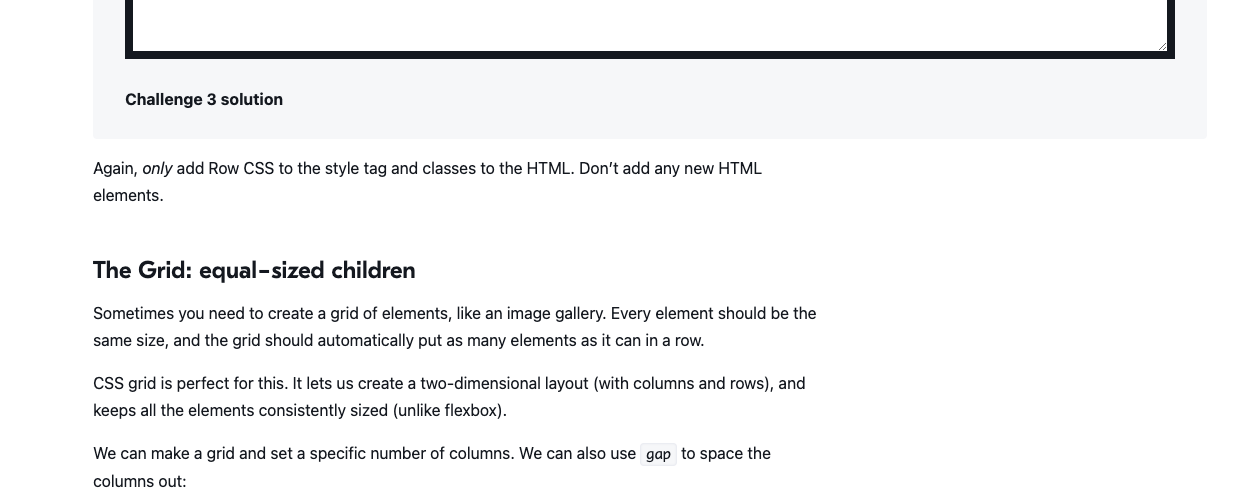 Challenge 3 solution
Again, only add Row CSS to the style tag and classes to the HTML. Don’t add any new HTML
elements.
The Grid: equal-sized children
Sometimes you need to create a grid of elements, like an image gallery. Every element should be the
same size, and the grid should automatically put as many elements as it can in a row.
CSS grid is perfect for this. It lets us create a two-dimensional layout (with columns and rows), and
keeps all the elements consistently sized (unlike flexbox).
We can make a grid and set a specific number of columns. We can also use gap to space the
columns out: